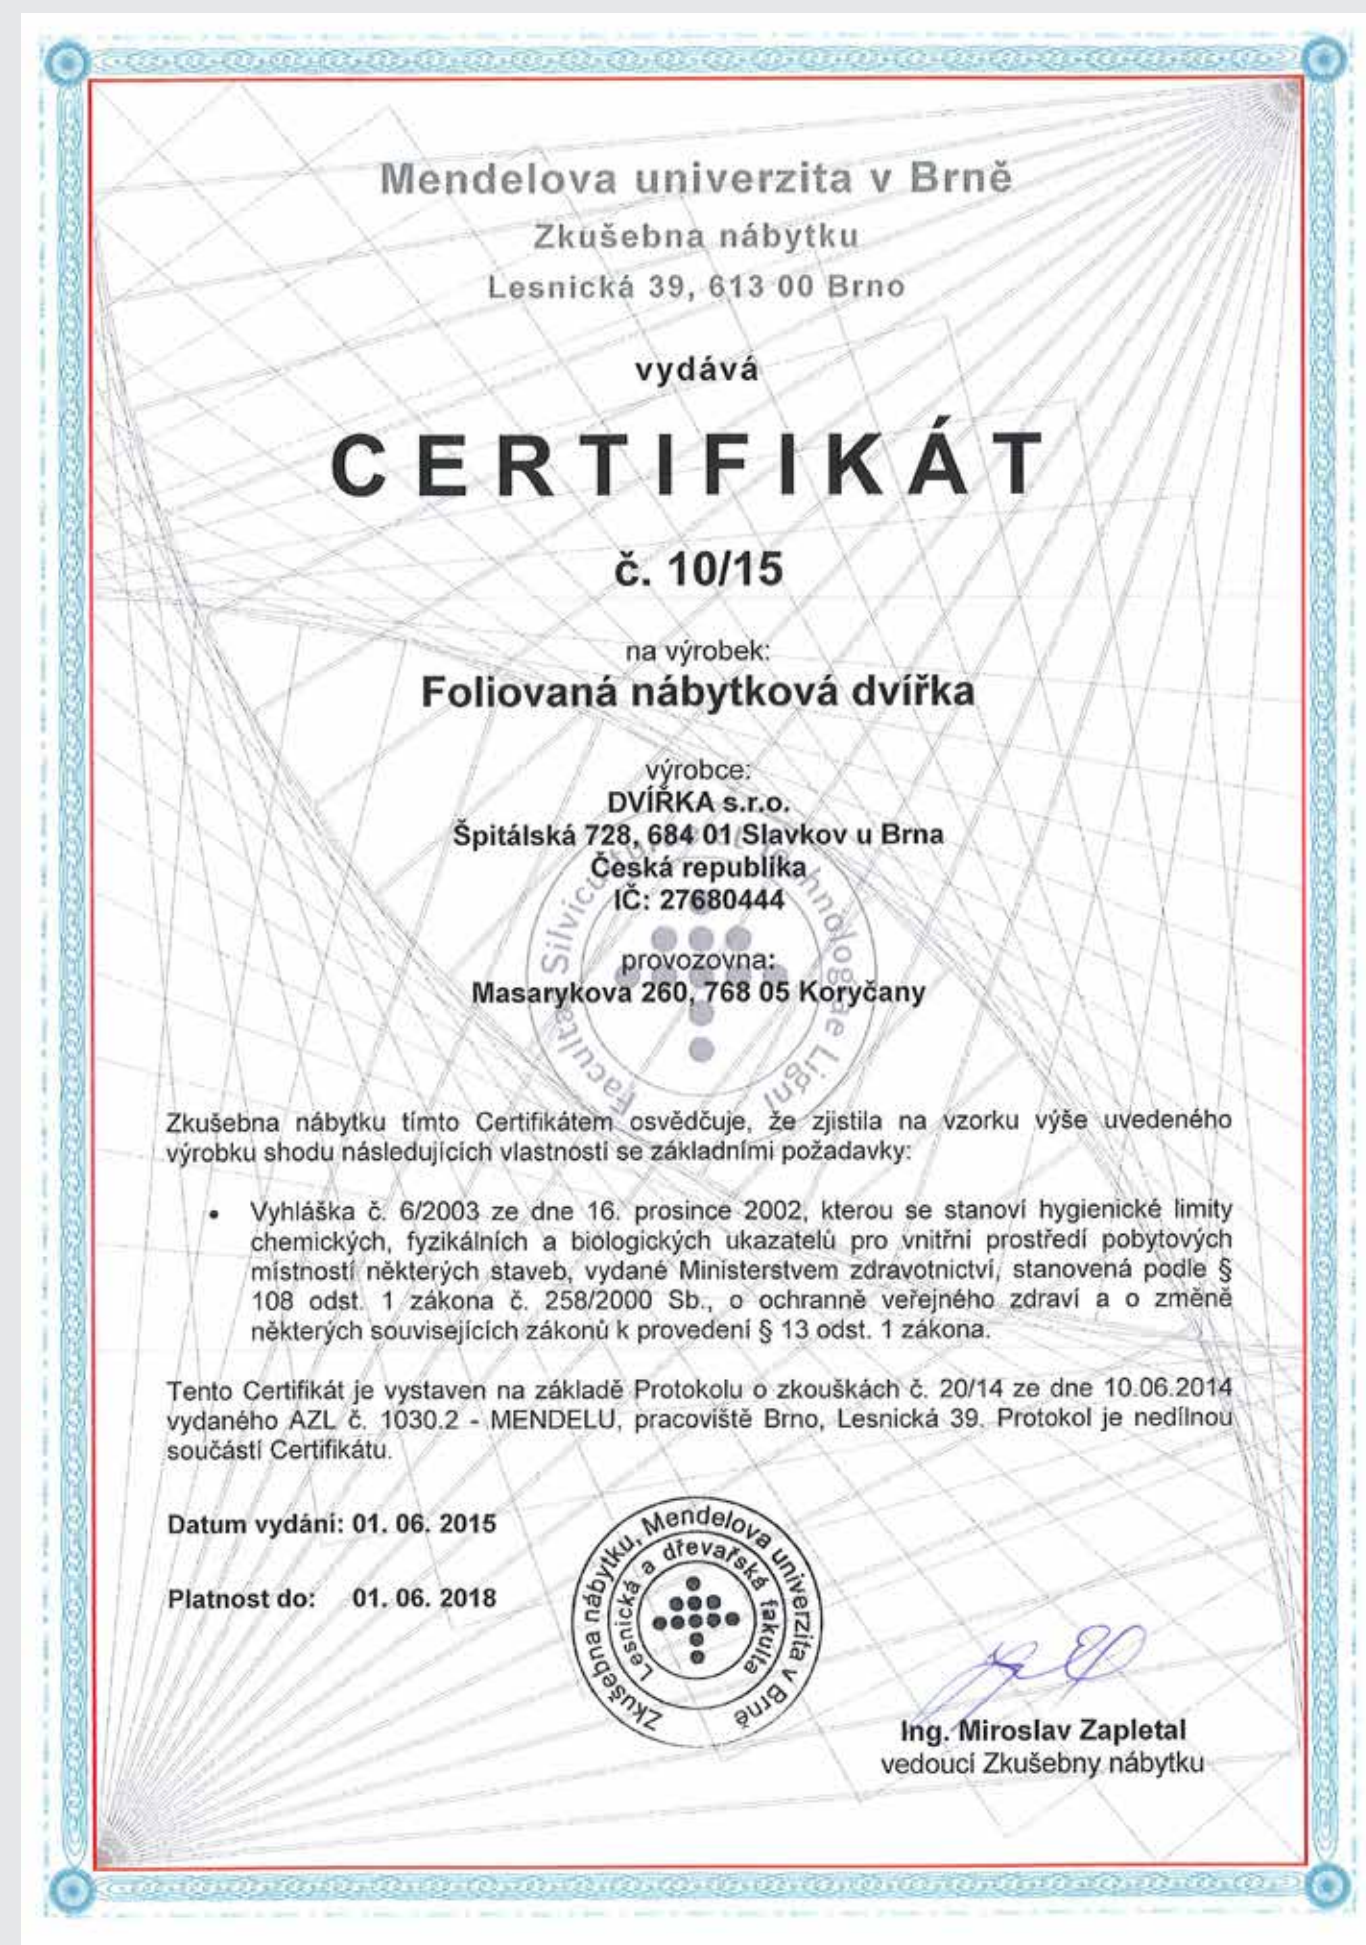 Mendelova univerzita v Brně
Zkušebna nábytku
Lesnická 39, 613 00 Brno
vydává
CERTIFIKÁT
č. 10/15
na výrobek:
Foliovaná nábytková dvířka
výrobce:
DVÍŘKA s.r.o.
Špitálská 728, 684 01 Slavkov u Brna
Česká republika
IČ: 27680444
provozovna:
Masarykova 260, 768 05 Koryčany
Zkušebna nábytku tímto Certifikátem osvědčuje, že zjistila na vzorku výše uvedeného
výrobku shodu následujících vlastností se základními požadavky:
• Vyhláška č. 6/2003 ze dne 16. prosince 2002, kterou se stanoví hygienické limity
chemických, fyzikálních a biologických ukazatelů pro vnitřní prostředí pobytových
místností některých staveb, vydané Ministerstvem zdravotnictví, stanovená podle §
108 odst. 1 zákona č. 258/2000 Sb., o ochranně veřejného zdraví a o změně
některých souvisejících zákonů k provedení § 13 odst. 1 zákona.
Tento Certifikát je vystaven na základě Protokolu o zkouškách č. 20/14 ze dne 10.06.2014
vydaného AZL č. 1030.2 - MENDELU, pracoviště Brno, Lesnická 39. Protokol je nedílnou
součástí Certifikátu.
Datum vydání: 01. 06. 2015
Platnost do: 01. 06. 2018
Zkušebna nábytku, Mendelova univerzita v Brně
Lesnická a dřevařská fakulta
Ing. Miroslav Zapletal
vedoucí Zkušebny nábytku